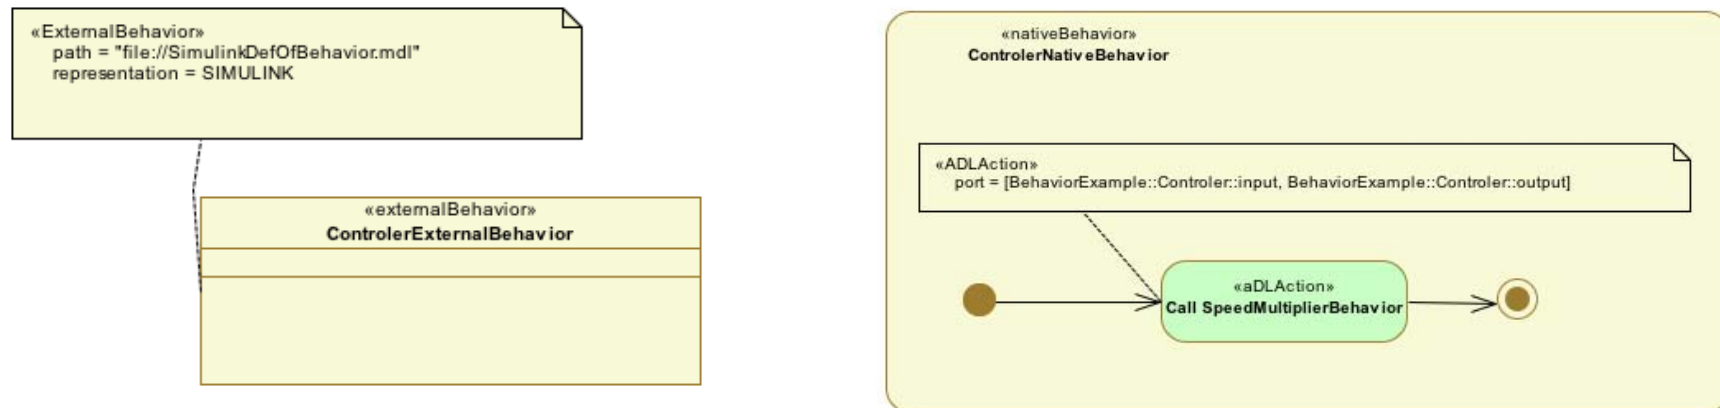 «ExternalBehavior»
path = "file://SimulinkDefOfBehavior.mdl"
representation = SIMULINK
«externalBehavior»
ControlerExternalBehavior
«nativeBehavior»
ControlerNativeBehavior
«ADLAction»
port = [BehaviorExample::Controler::input, BehaviorExample::Controler::output]
«aDLAction»
Call SpeedMultiplierBehavior